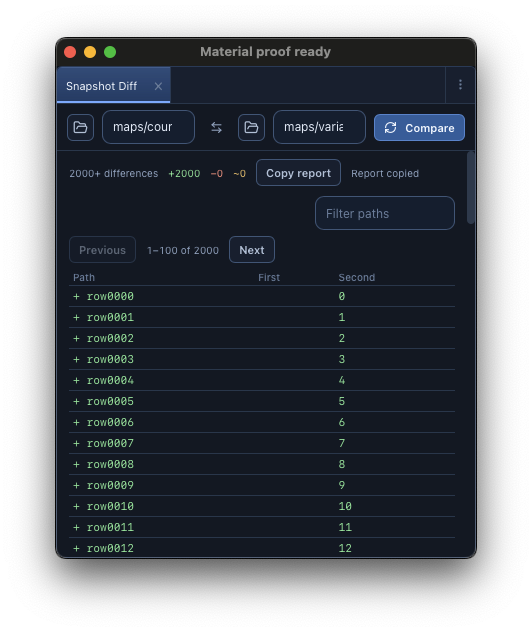 Material proof ready
Snapshot Diff
maps/cour maps/varia Compare
2000+ differences +2000 −0 ~0 Copy report Report copied
Filter paths
Previous 1–100 of 2000 Next
Path First Second
+ row0000 0
+ row0001 1
+ row0002 2
+ row0003 3
+ row0004 4
+ row0005 5
+ row0006 6
+ row0007 7
+ row0008 8
+ row0009 9
+ row0010 10
+ row0011 11
+ row0012 12